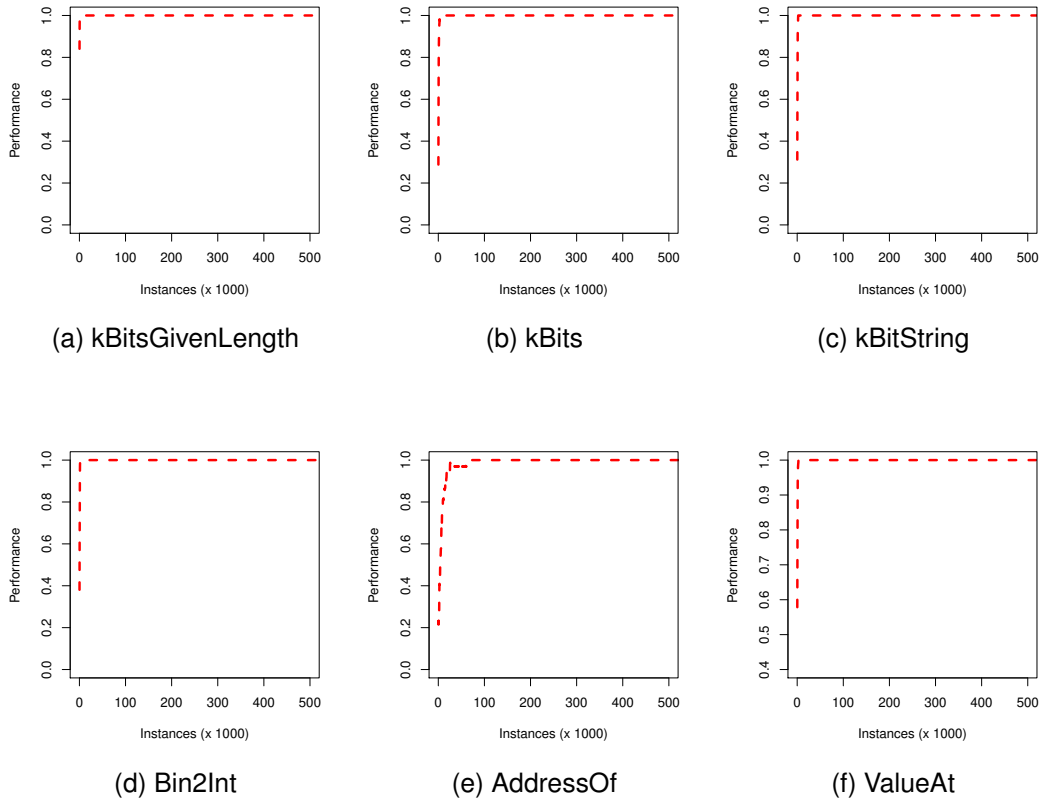 1.0
0.8
0.6
0.4
0.2
0.0
Performance
0 100 200 300 400 500
Instances (x 1000)
(a) kBitsGivenLength
1.0
0.8
0.6
0.4
0.2
0.0
Performance
0 100 200 300 400 500
Instances (x 1000)
(b) kBits
1.0
0.8
0.6
0.4
0.2
0.0
Performance
0 100 200 300 400 500
Instances (x 1000)
(c) kBitString
1.0
0.8
0.6
0.4
0.2
0.0
Performance
0 100 200 300 400 500
Instances (x 1000)
(d) Bin2Int
1.0
0.8
0.6
0.4
0.2
0.0
Performance
0 100 200 300 400 500
Instances (x 1000)
(e) AddressOf
1.0
0.9
0.8
0.7
0.6
0.5
0.4
Performance
0 100 200 300 400 500
Instances (x 1000)
(f) ValueAt